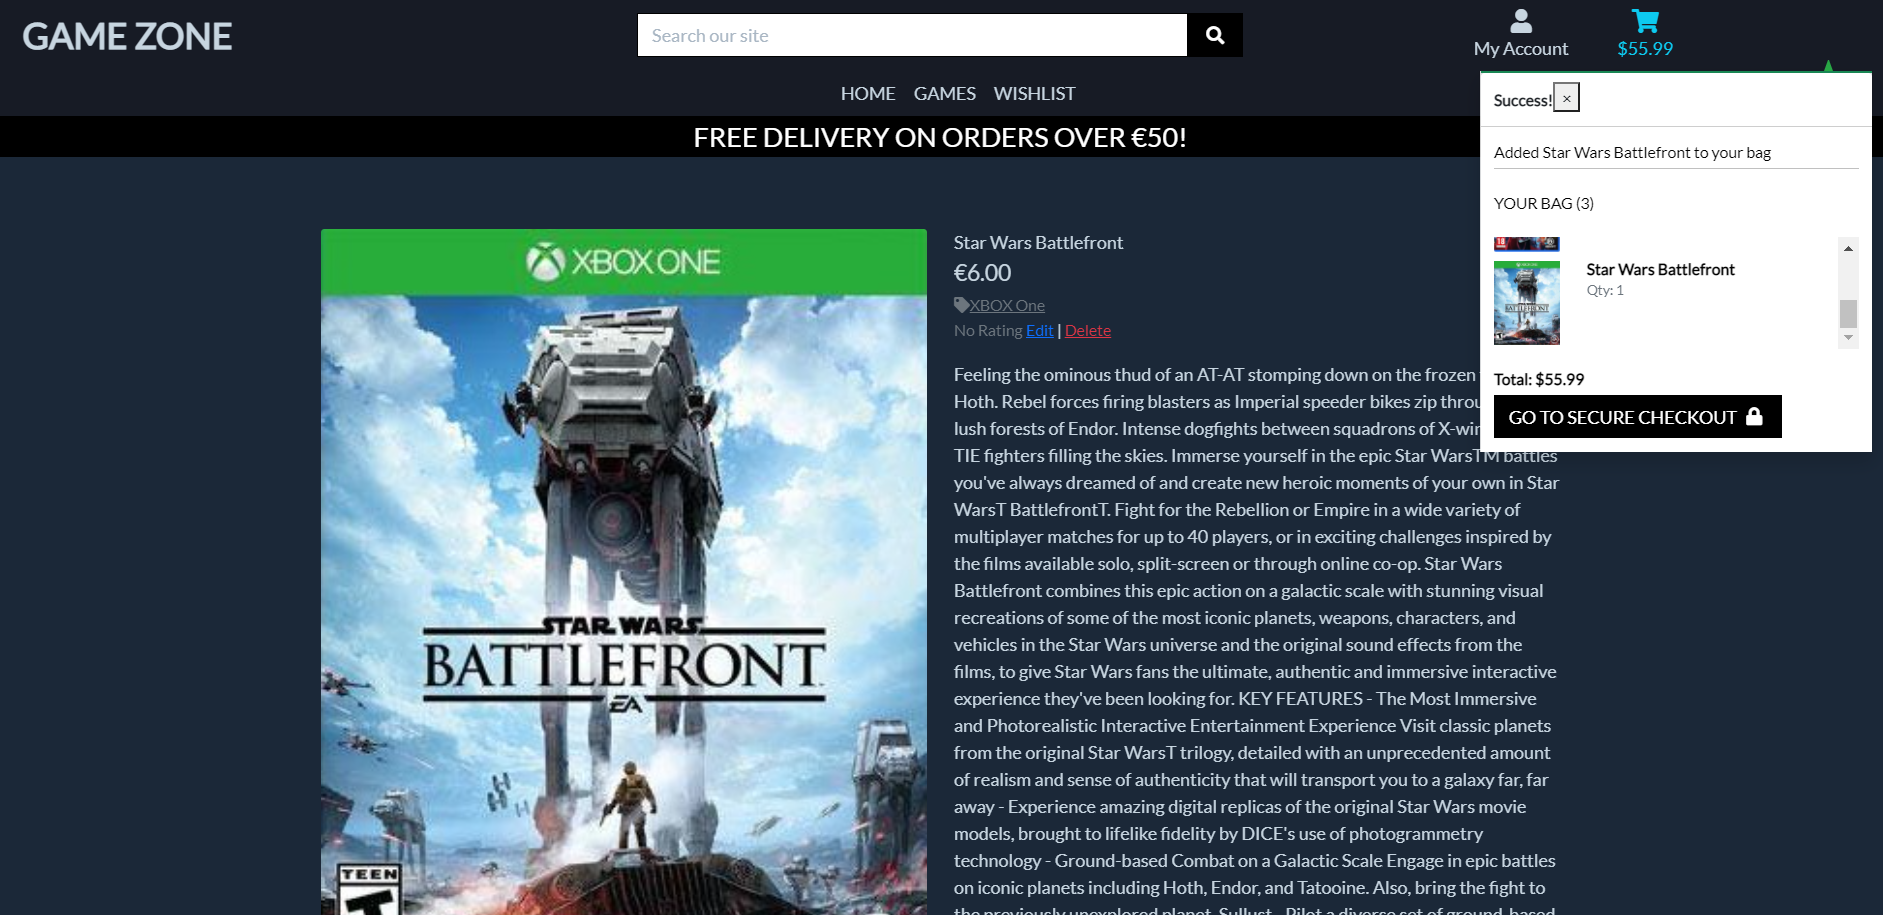 GAME ZONE
Search our site
My Account
$55.99
HOME GAMES WISHLIST
FREE DELIVERY ON ORDERS OVER €50!
Success! ×
Added Star Wars Battlefront to your bag
YOUR BAG (3)
Star Wars Battlefront
Qty: 1
Total: $55.99
GO TO SECURE CHECKOUT
XBOX ONE
STAR WARS
BATTLEFRONT
EA
TEEN
T
Star Wars Battlefront
€6.00
XBOX One
No Rating Edit | Delete
Feeling the ominous thud of an AT-AT stomping down on the frozen
Hoth. Rebel forces firing blasters as Imperial speeder bikes zip
lush forests of Endor. Intense dogfights between squadrons of
TIE fighters filling the skies. Immerse yourself in the epic Star WarsTM battles
you've always dreamed of and create new heroic moments of your own in Star
WarsT BattlefrontT. Fight for the Rebellion or Empire in a wide variety of
multiplayer matches for up to 40 players, or in exciting challenges inspired by
the films available solo, split-screen or through online co-op. Star Wars
Battlefront combines this epic action on a galactic scale with stunning visual
recreations of some of the most iconic planets, weapons, characters, and
vehicles in the Star Wars universe and the original sound effects from the
films, to give Star Wars fans the ultimate, authentic and immersive interactive
experience they've been looking for. KEY FEATURES - The Most Immersive
and Photorealistic Interactive Entertainment Experience Visit classic planets
from the original Star WarsT trilogy, detailed with an unprecedented amount
of realism and sense of authenticity that will transport you to a galaxy far, far
away - Experience amazing digital replicas of the original Star Wars movie
models, brought to lifelike fidelity by DICE's use of photogrammetry
technology - Ground-based Combat on a Galactic Scale Engage in epic battles
on iconic planets including Hoth, Endor, and Tatooine. Also, bring the fight to
the previously unexplored planet, Sullust - Pilot a diverse set of ground-based